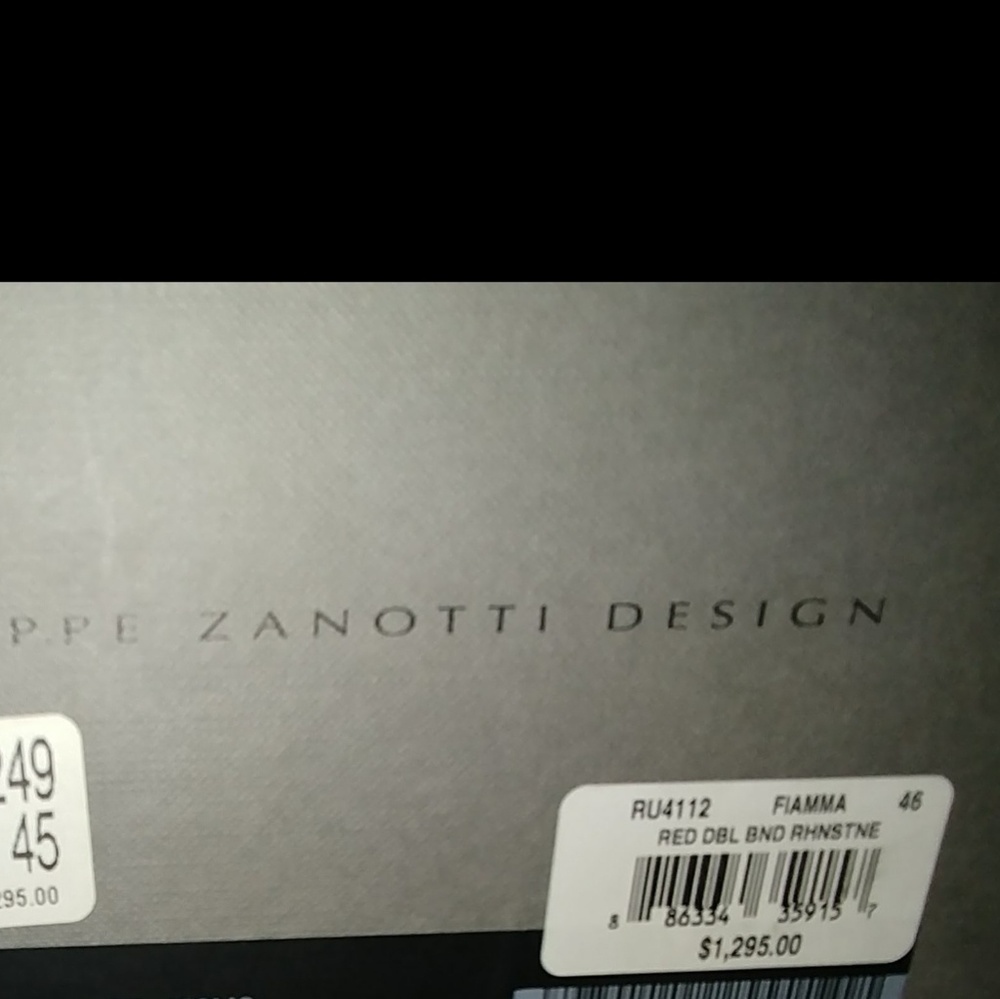 PPE ZANOTTI DESIGN
249
45
295.00
RU4112 FIAMMA 46
RED DBL BND RHNSTNE
8 86334 35915 7
$1,295.00